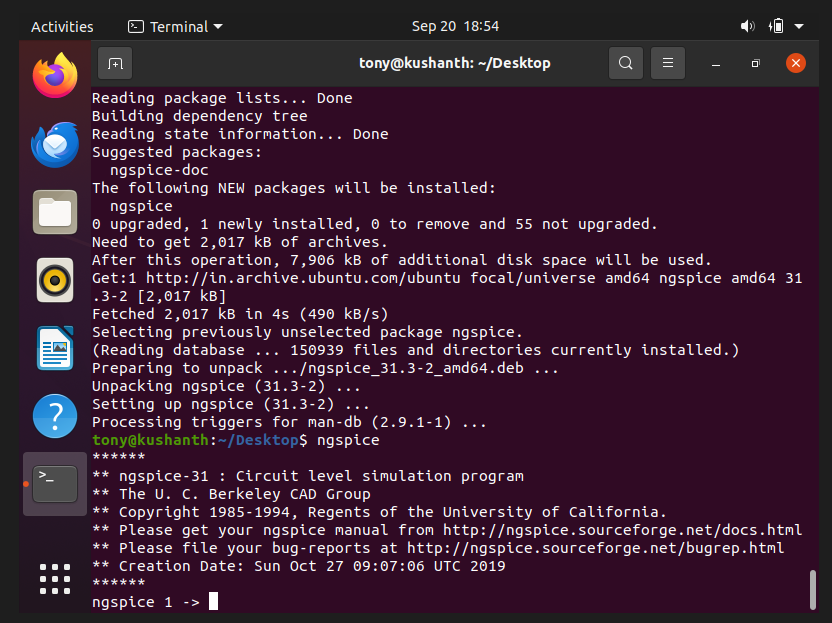 Activities Terminal Sep 20 18:54
tony@kushanth: ~/Desktop
Reading package lists... Done
Building dependency tree
Reading state information... Done
Suggested packages:
  ngspice-doc
The following NEW packages will be installed:
  ngspice
0 upgraded, 1 newly installed, 0 to remove and 55 not upgraded.
Need to get 2,017 kB of archives.
After this operation, 7,906 kB of additional disk space will be used.
Get:1 http://in.archive.ubuntu.com/ubuntu focal/universe amd64 ngspice amd64 31
.3-2 [2,017 kB]
Fetched 2,017 kB in 4s (490 kB/s)
Selecting previously unselected package ngspice.
(Reading database ... 150939 files and directories currently installed.)
Preparing to unpack .../ngspice_31.3-2_amd64.deb ...
Unpacking ngspice (31.3-2) ...
Setting up ngspice (31.3-2) ...
Processing triggers for man-db (2.9.1-1) ...
tony@kushanth:~/Desktop$ ngspice
******
** ngspice-31 : Circuit level simulation program
** The U. C. Berkeley CAD Group
** Copyright 1985-1994, Regents of the University of California.
** Please get your ngspice manual from http://ngspice.sourceforge.net/docs.html
** Please file your bug-reports at http://ngspice.sourceforge.net/bugrep.html
** Creation Date: Sun Oct 27 09:07:06 UTC 2019
******
ngspice 1 ->